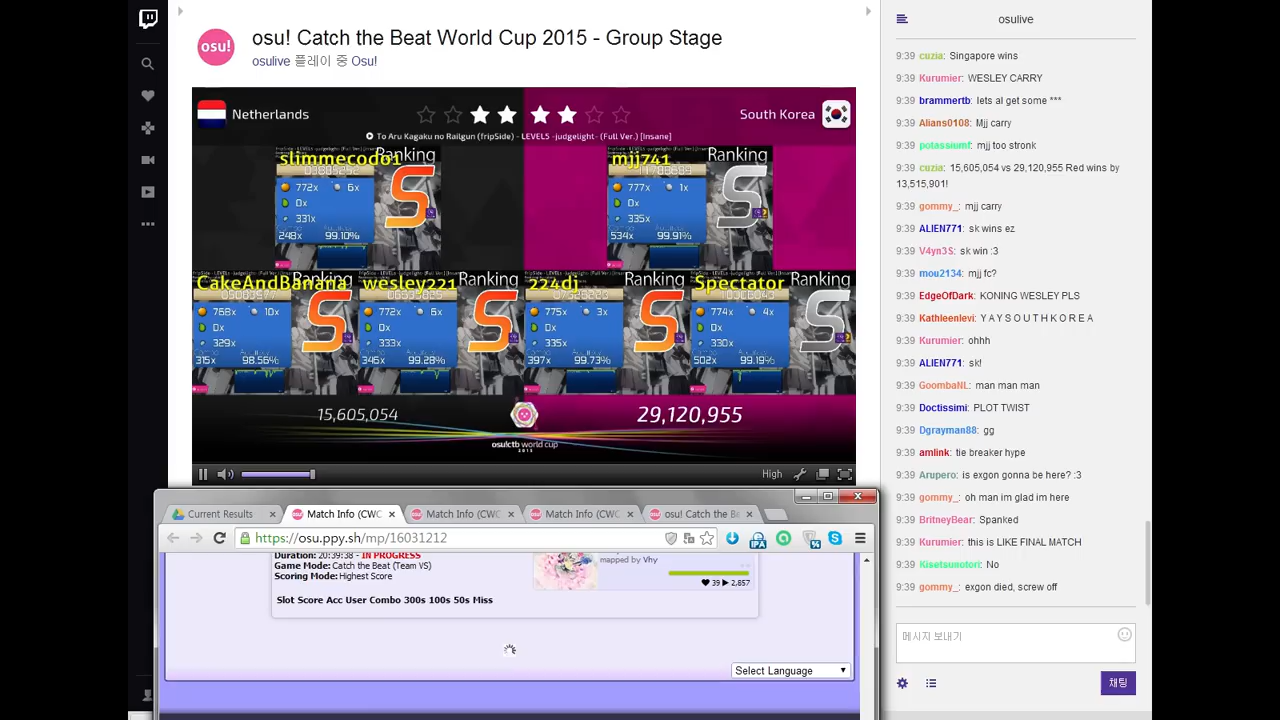 osu! Catch the Beat World Cup 2015 - Group Stage
osu!
osulive 플레이 중 Osu!
Netherlands
South Korea
To Aru Kagaku no Railgun (fripSide) - LEVEL5 -judgelight- (Full Ver.) [Insane]
slimmecodo1
Ranking
772x 6x
0x
331x
248x 99.10%
mjj741
Ranking
777x 1x
0x
335x
534x 99.91%
CakeAndBanana
Ranking
768x 10x
0x
329x
315x 98.56%
wesley221
Ranking
772x 6x
0x
333x
346x 99.28%
224dj
Ranking
775x 3x
0x
335x
397x 99.73%
Spectator
Ranking
774x 4x
0x
330x
502x 99.19%
15,605,054
29,120,955
osu!ctb world cup
2015
High
Current Results
Match Info (CWC
Match Info (CWC
Match Info (CWC
osu! Catch the Be
https://osu.ppy.sh/mp/16031212
Duration: 20:39:38 - IN PROGRESS
Game Mode: Catch the Beat (Team VS)
Scoring Mode: Highest Score
Slot Score Acc User Combo 300s 100s 50s Miss
mapped by Vhy
39 2,857
Select Language
osulive
9:39 cuzia: Singapore wins
9:39 Kurumier: WESLEY CARRY
9:39 brammertb: lets al get some ***
9:39 Alians0108: Mjj carry
9:39 potassiumf: mjj too stronk
9:39 cuzia: 15,605,054 vs 29,120,955 Red wins by
13,515,901!
9:39 gommy_: mjj carry
9:39 ALIEN771: sk wins ez
9:39 V4yn3S: sk win :3
9:39 mou2134: mjj fc?
9:39 EdgeOfDark: KONING WESLEY PLS
9:39 Kathleenlevi: Y A Y S O U T H K O R E A
9:39 Kurumier: ohhh
9:39 ALIEN771: sk!
9:39 GoombaNL: man man man
9:39 Doctissimi: PLOT TWIST
9:39 Dgrayman88: gg
9:39 amlink: tie breaker hype
9:39 Arupero: is exgon gonna be here? :3
9:39 gommy_: oh man im glad im here
9:39 BritneyBear: Spanked
9:39 Kurumier: this is LIKE FINAL MATCH
9:39 Kisetsunotori: No
9:39 gommy_: exgon died, screw off
메시지 보내기
채팅